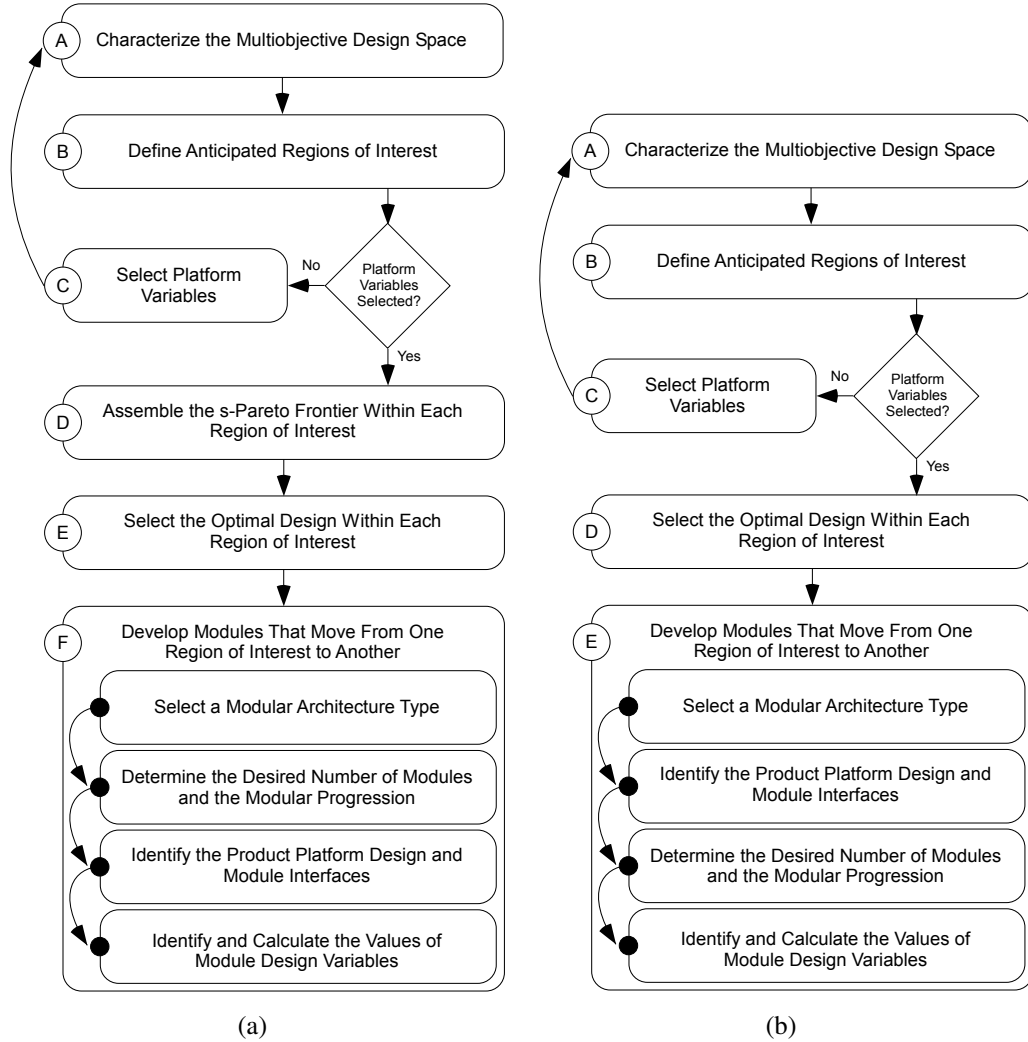 A
Characterize the Multiobjective Design Space
B
Define Anticipated Regions of Interest
C
Select Platform
Variables
No
Platform
Variables
Selected?
Yes
D
Assemble the s-Pareto Frontier Within Each
Region of Interest
E
Select the Optimal Design Within Each
Region of Interest
F
Develop Modules That Move From One
Region of Interest to Another
Select a Modular Architecture Type
Determine the Desired Number of Modules
and the Modular Progression
Identify the Product Platform Design and
Module Interfaces
Identify and Calculate the Values of
Module Design Variables
(a)
A
Characterize the Multiobjective Design Space
B
Define Anticipated Regions of Interest
C
Select Platform
Variables
No
Platform
Variables
Selected?
Yes
D
Select the Optimal Design Within Each
Region of Interest
E
Develop Modules That Move From One
Region of Interest to Another
Select a Modular Architecture Type
Identify the Product Platform Design and
Module Interfaces
Determine the Desired Number of Modules
and the Modular Progression
Identify and Calculate the Values of
Module Design Variables
(b)